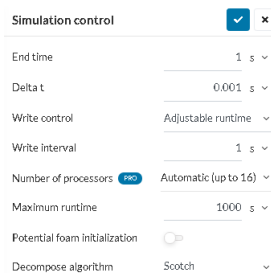 Simulation control
End time 1 s
Delta t 0.001 s
Write control Adjustable runtime
Write interval 1 s
Number of processors PRO Automatic (up to 16)
Maximum runtime 1000 s
Potential foam initialization
Decompose algorithm Scotch